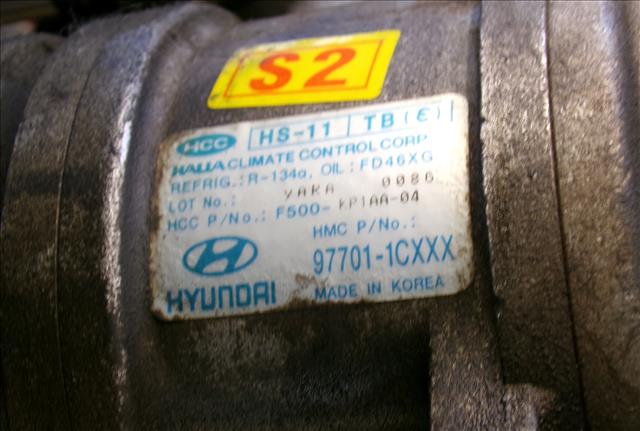 S2
HCC HS-11 TB (ε)
HALLA CLIMATE CONTROL CORP
REFRIG.: R-134a, OIL : FD46XG
LOT No.: YAKA 0086
HCC P/No.: F500-KP1AA-04
HMC P/No.:
97701-1CXXX
HYUNDAI MADE IN KOREA